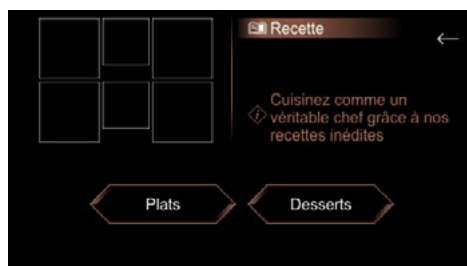 Recette
Cuisinez comme un
véritable chef grâce à nos
recettes inédites
Plats
Desserts